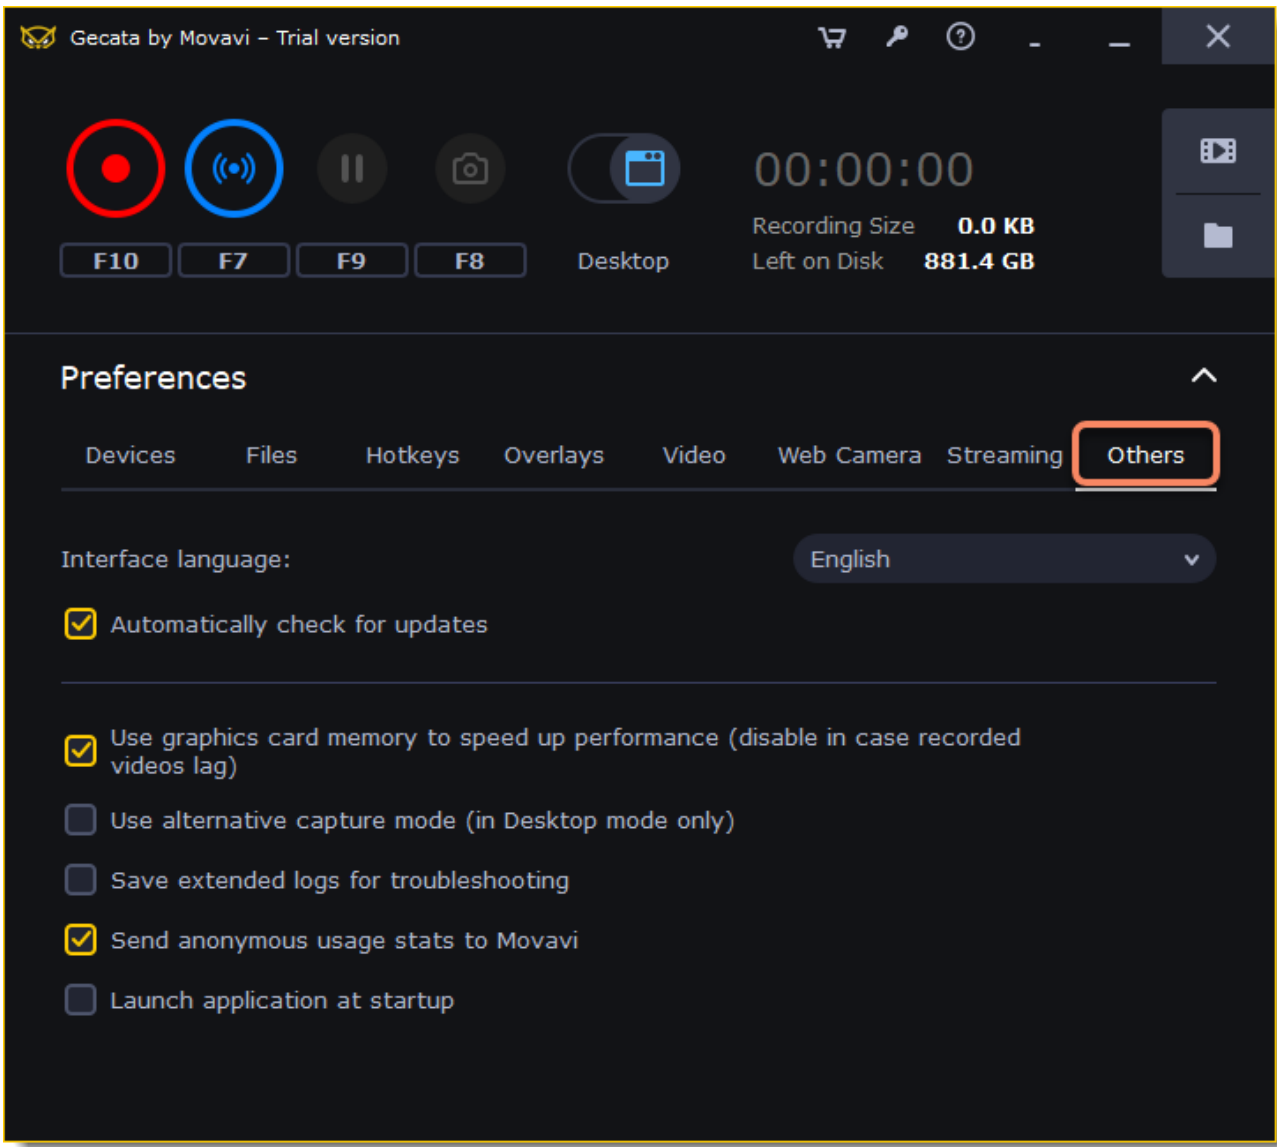 Gecata by Movavi – Trial version
00:00:00
Recording Size 0.0 KB
F10 F7 F9 F8 Desktop Left on Disk 881.4 GB
Preferences
Devices Files Hotkeys Overlays Video Web Camera Streaming Others
Interface language: English
Automatically check for updates
Use graphics card memory to speed up performance (disable in case recorded
videos lag)
Use alternative capture mode (in Desktop mode only)
Save extended logs for troubleshooting
Send anonymous usage stats to Movavi
Launch application at startup